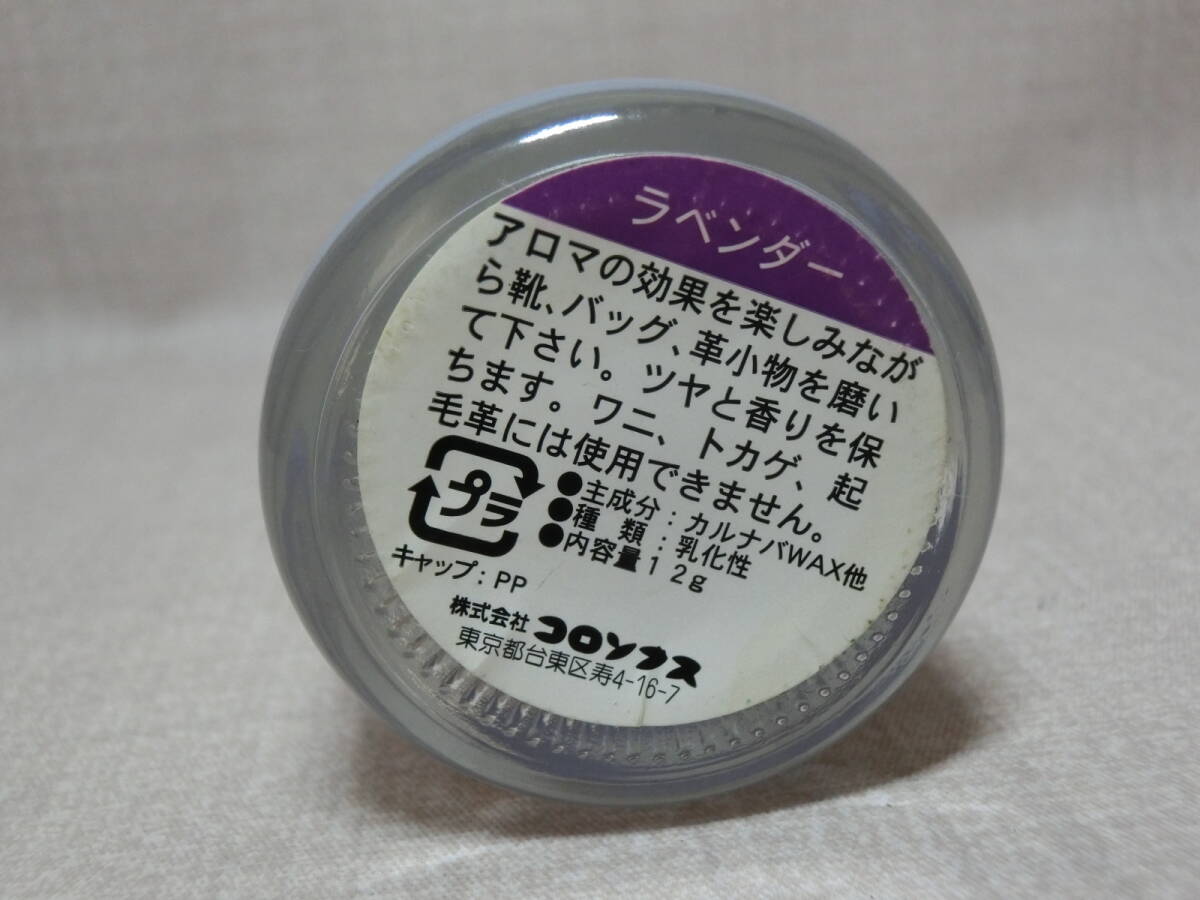 ラベンダー
アロマの効果を楽しみなが
ら靴、バッグ、革小物を磨い
て下さい。ツヤと香りを保
ちます。ワニ、トカゲ、起
毛革には使用できません。
●主成分：カルナバWAX他
●種　類：乳化性
●内容量１２ｇ
プラ
キャップ：PP
株式会社コロンブス
東京都台東区寿4-16-7